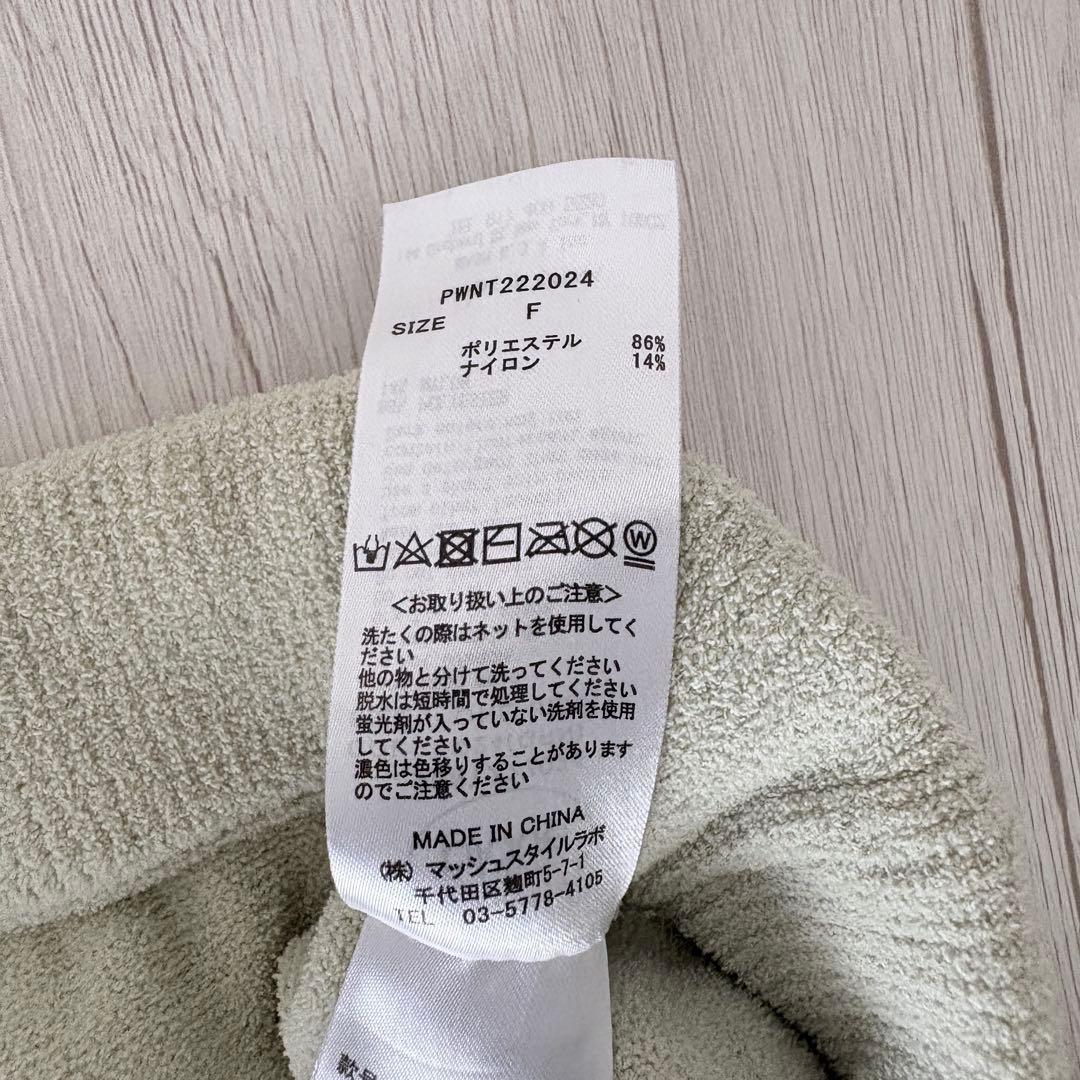 PWNT222024
SIZE F
ポリエステル 86%
ナイロン 14%
W
<お取り扱い上のご注意>
洗たくの際はネットを使用してく
ださい
他の物と分けて洗ってください
脱水は短時間で処理してください
蛍光剤が入っていない洗剤を使用
してください
濃色は色移りすることがあります
のでご注意ください
MADE IN CHINA
(株) マッシュスタイルラボ
千代田区麹町5-7-1
TEL 03-5778-4105